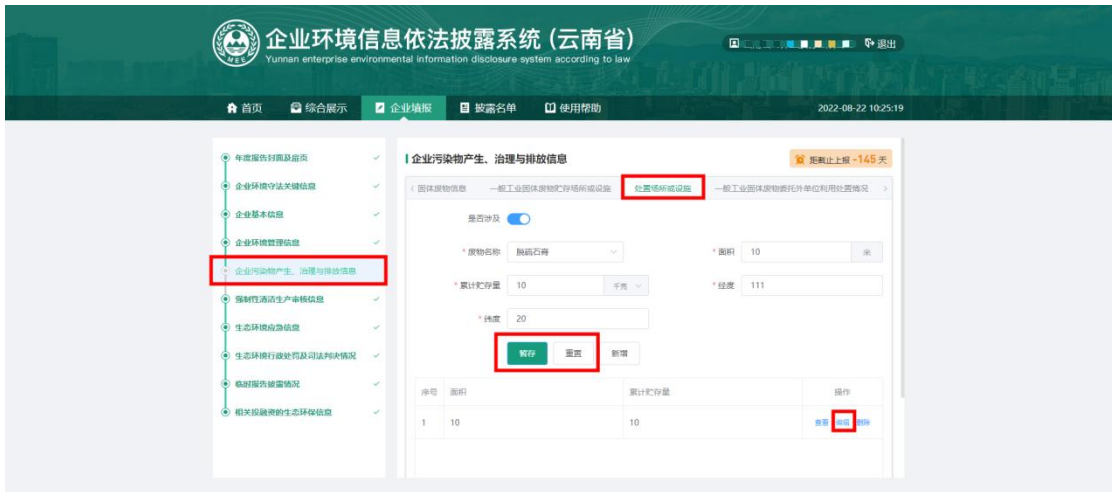 企业环境信息依法披露系统 (云南省)
Yunnan enterprise environmental information disclosure system according to law
MEE
退出
首页 综合展示 企业填报 披露名单 使用帮助 2022-08-22 10:25:19
年度报告封面及扉页
企业环境守法关键信息
企业基本信息
企业环境管理信息
企业污染物产生、治理与排放信息
强制性清洁生产审核信息
生态环境应急信息
生态环境行政处罚及司法判决情况
临时报告披露情况
相关投融资的生态环保信息
企业污染物产生、治理与排放信息 距截止上报 -145 天
固体废物信息 一般工业固体废物贮存场所或设施 处置场所或设施 一般工业固体废物委托外单位利用处置情况
是否涉及
* 废物名称 脱硫石膏 * 面积 10 米
* 累计贮存量 10 千克 * 经度 111
* 纬度 20
暂存 重置 新增
序号 面积 累计贮存量 操作
1 10 10 查看 编辑 删除